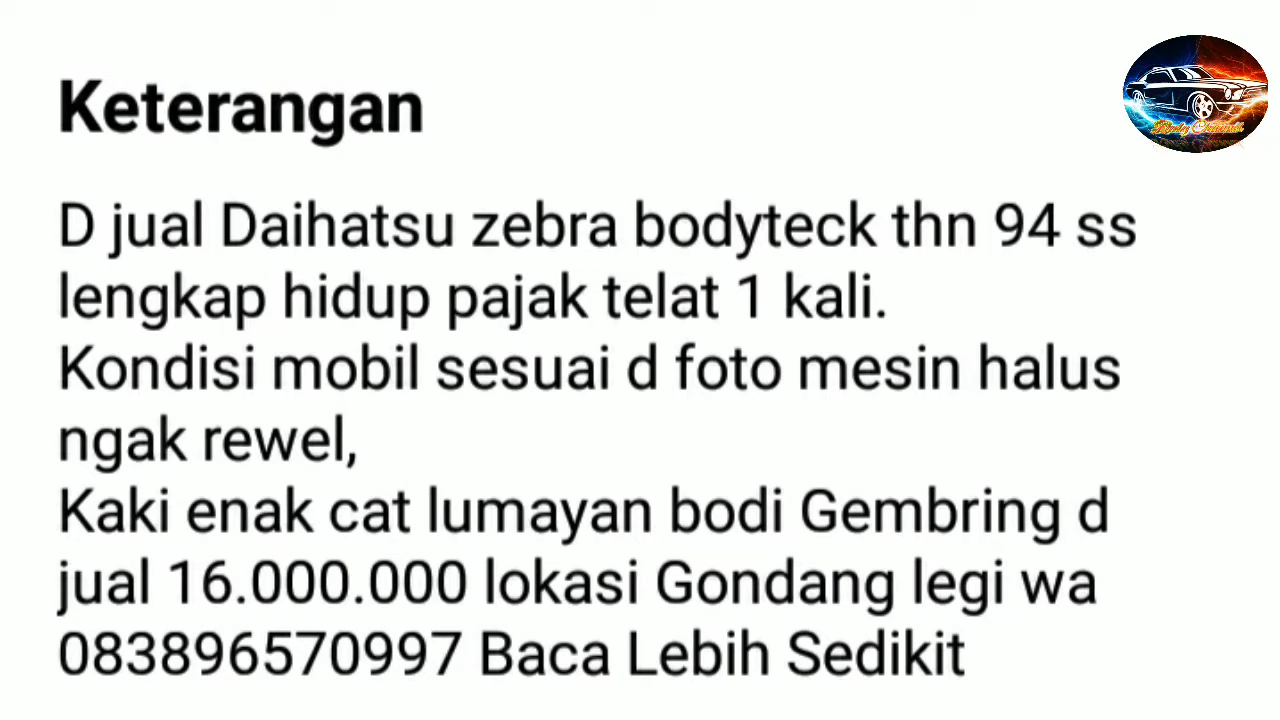 Keterangan
D jual Daihatsu zebra bodyteck thn 94 ss
lengkap hidup pajak telat 1 kali.
Kondisi mobil sesuai d foto mesin halus
ngak rewel,
Kaki enak cat lumayan bodi Gembring d
jual 16.000.000 lokasi Gondang legi wa
083896570997 Baca Lebih Sedikit